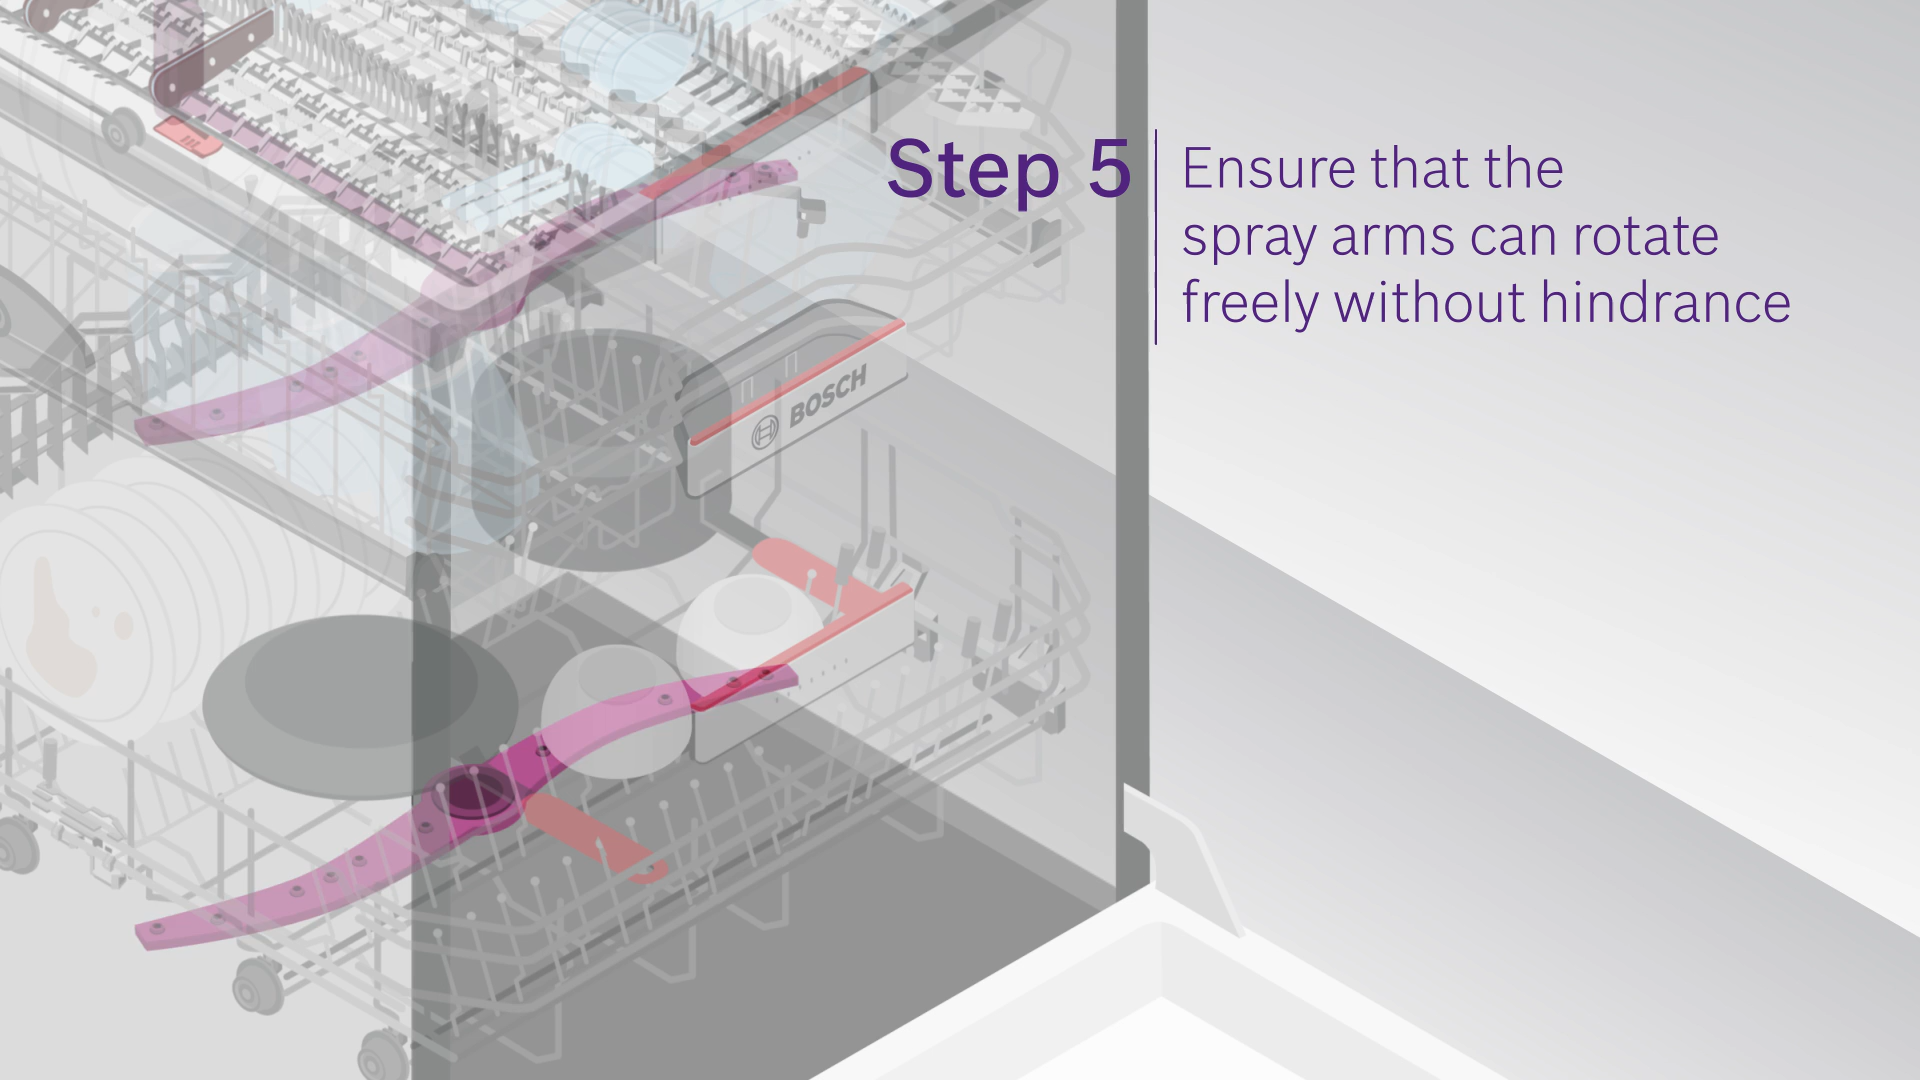 Step 5
Ensure that the
spray arms can rotate
freely without hindrance
BOSCH